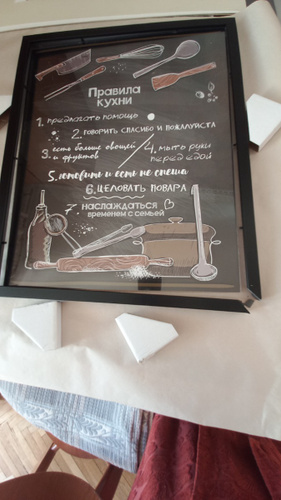 Правила
кухни
1. предлагать помощь
2. говорить спасибо и пожалуйста
3. есть больше овощей
и фруктов
4. мыть руки
перед едой
5. готовить и есть не спеша
6. целовать повара
7. наслаждаться
временем с семьей